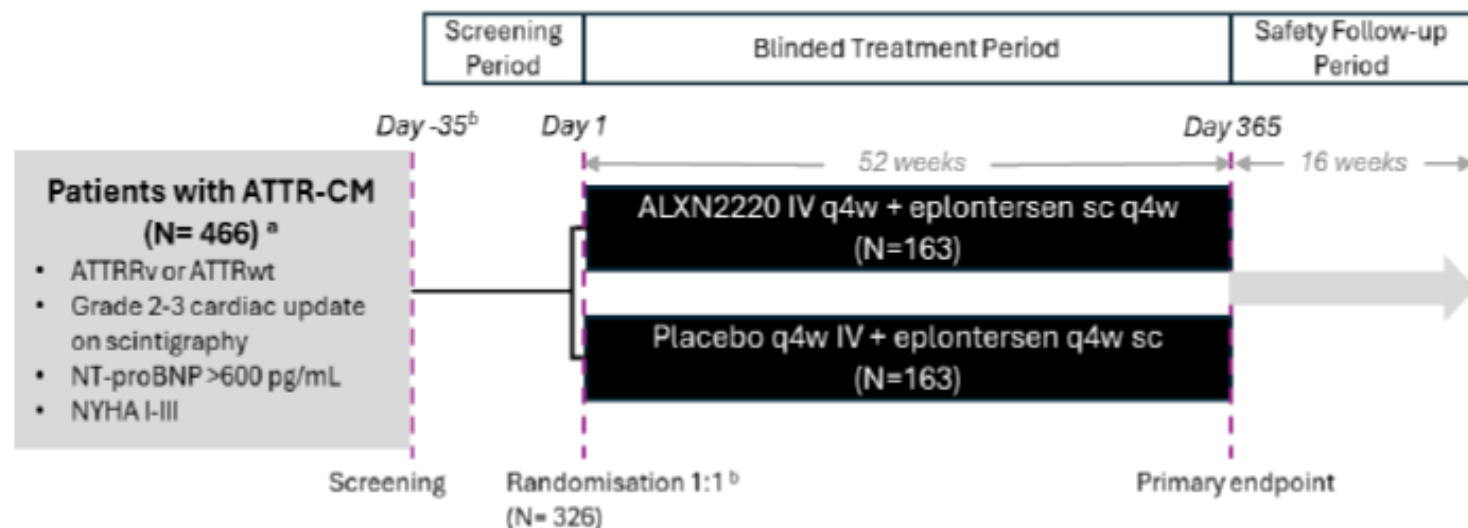 Screening
Period
Blinded Treatment Period
Safety Follow-up
Period
Day -35ᵇ
Day 1
Day 365
52 weeks
16 weeks
Patients with ATTR-CM
(N= 466) ᵃ
• ATTRRv or ATTRwt
• Grade 2-3 cardiac update
on scintigraphy
• NT-proBNP >600 pg/mL
• NYHA I-III
ALXN2220 IV q4w + eplontersen sc q4w
(N=163)
Placebo q4w IV + eplontersen q4w sc
(N=163)
Screening
Randomisation 1:1 ᵇ
(N= 326)
Primary endpoint